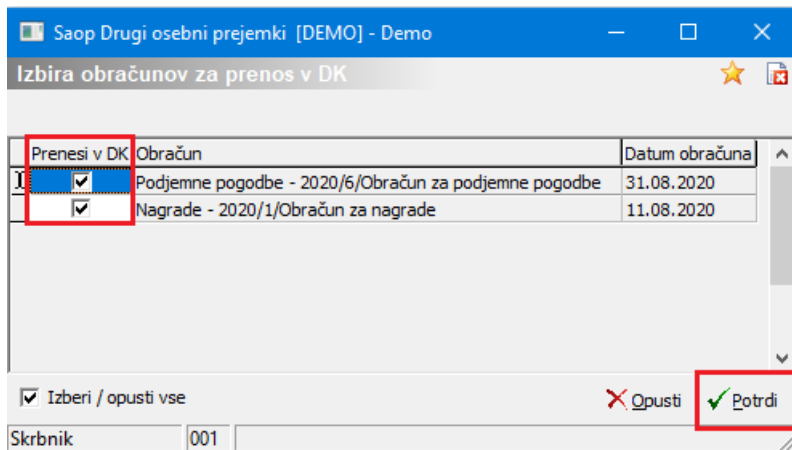 Saop Drugi osebni prejemki [DEMO] - Demo
Izbira obračunov za prenos v DK
Prenesi v DK Obračun Datum obračuna
Podjemne pogodbe - 2020/6/Obračun za podjemne pogodbe 31.08.2020
Nagrade - 2020/1/Obračun za nagrade 11.08.2020
Izberi / opusti vse Opusti Potrdi
Skrbnik 001